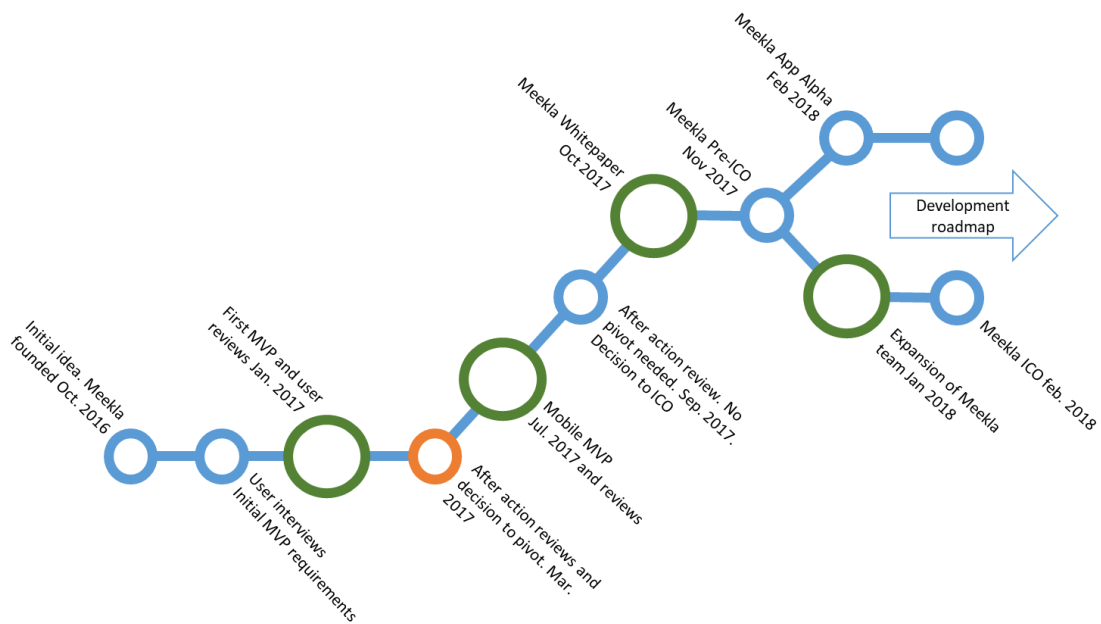 Initial idea. Meekla
founded Oct. 2016
User interviews
Initial MVP requirements
First MVP and user
reviews Jan. 2017
After action reviews and
decision to pivot. Mar.
2017
Mobile MVP
Jul. 2017 and reviews
After action review. No
pivot needed. Sep. 2017.
Decision to ICO
Meekla Whitepaper
Oct 2017
Meekla Pre-ICO
Nov 2017
Meekla App Alpha
Feb 2018
Development
roadmap
Expansion of Meekla
team Jan 2018
Meekla ICO feb. 2018